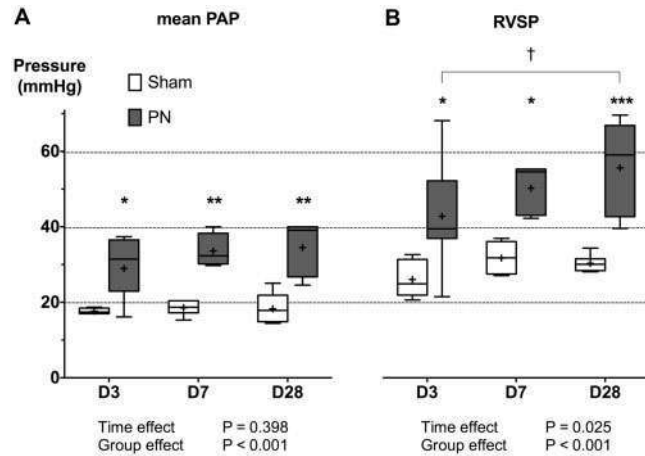 A mean PAP
B RVSP
†
Pressure
(mmHg)
Sham
PN
* ** **
* * ***
60
40
20
0
D3 D7 D28
D3 D7 D28
Time effect P = 0.398
Group effect P < 0.001
Time effect P = 0.025
Group effect P < 0.001